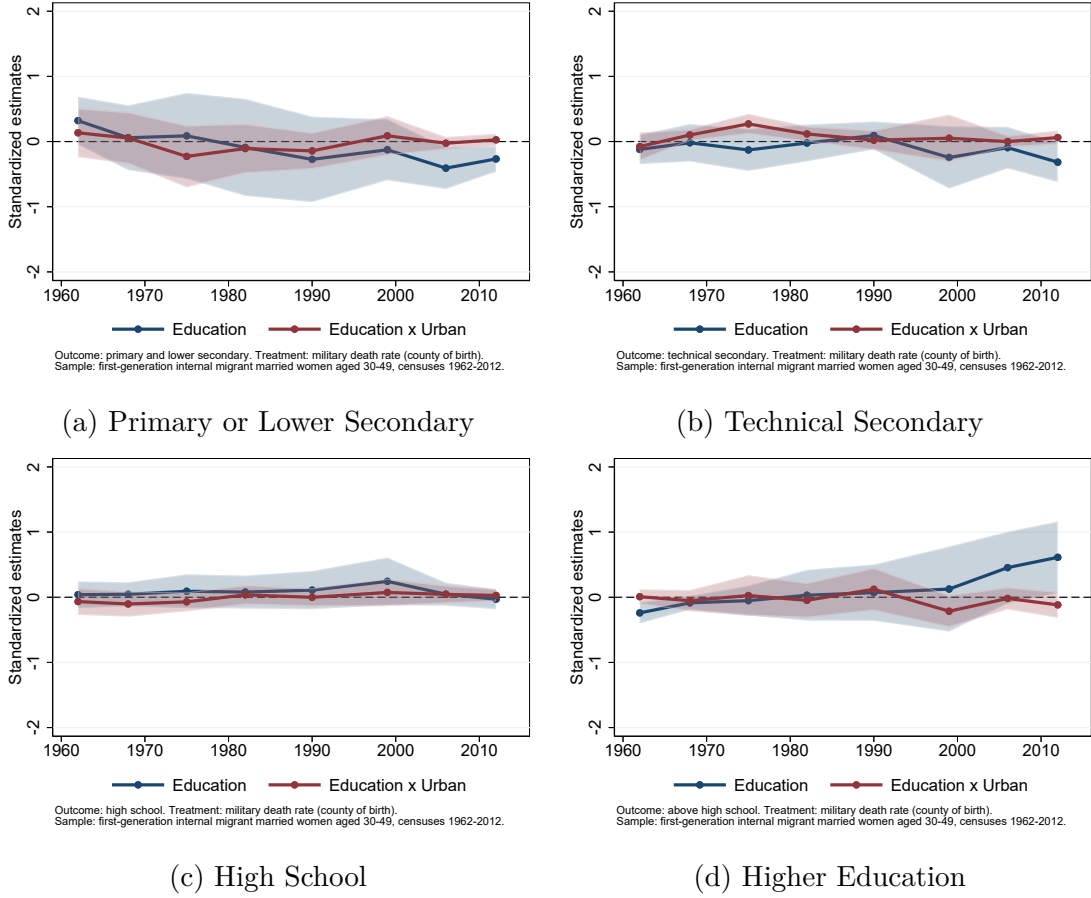 Standardized estimates
2
1
0
-1
-2
1960 1970 1980 1990 2000 2010
Education Education x Urban
Outcome: primary and lower secondary. Treatment: military death rate (county of birth).
Sample: first-generation internal migrant married women aged 30-49, censuses 1962-2012.
(a) Primary or Lower Secondary
Standardized estimates
2
1
0
-1
-2
1960 1970 1980 1990 2000 2010
Education Education x Urban
Outcome: technical secondary. Treatment: military death rate (county of birth).
Sample: first-generation internal migrant married women aged 30-49, censuses 1962-2012.
(b) Technical Secondary
Standardized estimates
2
1
0
-1
-2
1960 1970 1980 1990 2000 2010
Education Education x Urban
Outcome: high school. Treatment: military death rate (county of birth).
Sample: first-generation internal migrant married women aged 30-49, censuses 1962-2012.
(c) High School
Standardized estimates
2
1
0
-1
-2
1960 1970 1980 1990 2000 2010
Education Education x Urban
Outcome: above high school. Treatment: military death rate (county of birth).
Sample: first-generation internal migrant married women aged 30-49, censuses 1962-2012.
(d) Higher Education